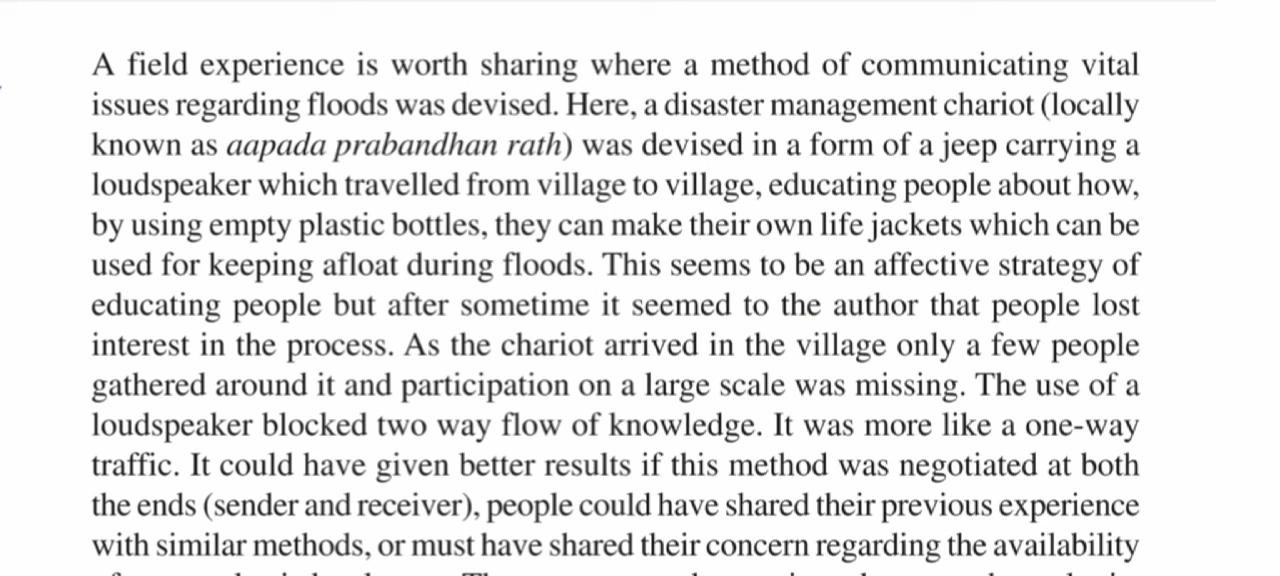 A field experience is worth sharing where a method of communicating vital
issues regarding floods was devised. Here, a disaster management chariot (locally
known as aapada prabandhan rath) was devised in a form of a jeep carrying a
loudspeaker which travelled from village to village, educating people about how,
by using empty plastic bottles, they can make their own life jackets which can be
used for keeping afloat during floods. This seems to be an affective strategy of
educating people but after sometime it seemed to the author that people lost
interest in the process. As the chariot arrived in the village only a few people
gathered around it and participation on a large scale was missing. The use of a
loudspeaker blocked two way flow of knowledge. It was more like a one-way
traffic. It could have given better results if this method was negotiated at both
the ends (sender and receiver), people could have shared their previous experience
with similar methods, or must have shared their concern regarding the availability